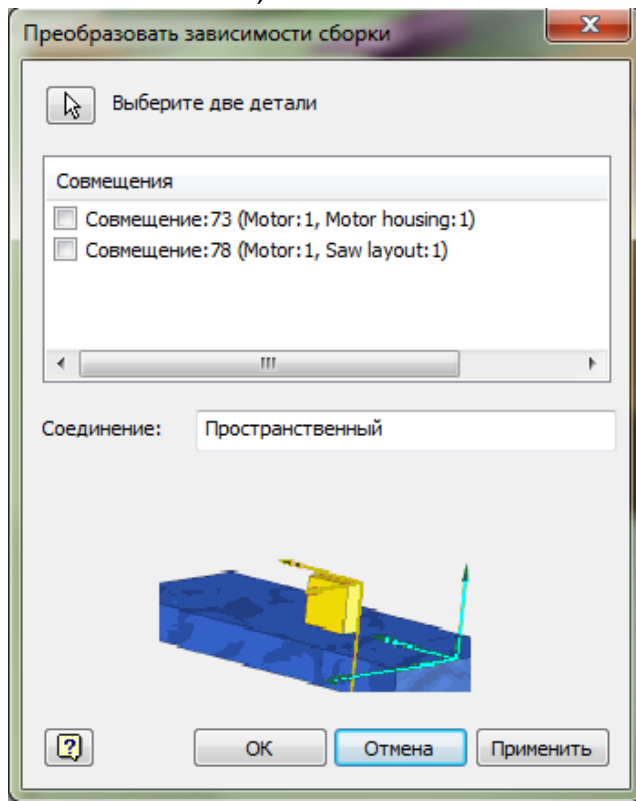 Преобразовать зависимости сборки
Выберите две детали
Совмещения
Совмещение:73 (Motor:1, Motor housing:1)
Совмещение:78 (Motor:1, Saw layout:1)
Соединение: Пространственный
ОК Отмена Применить